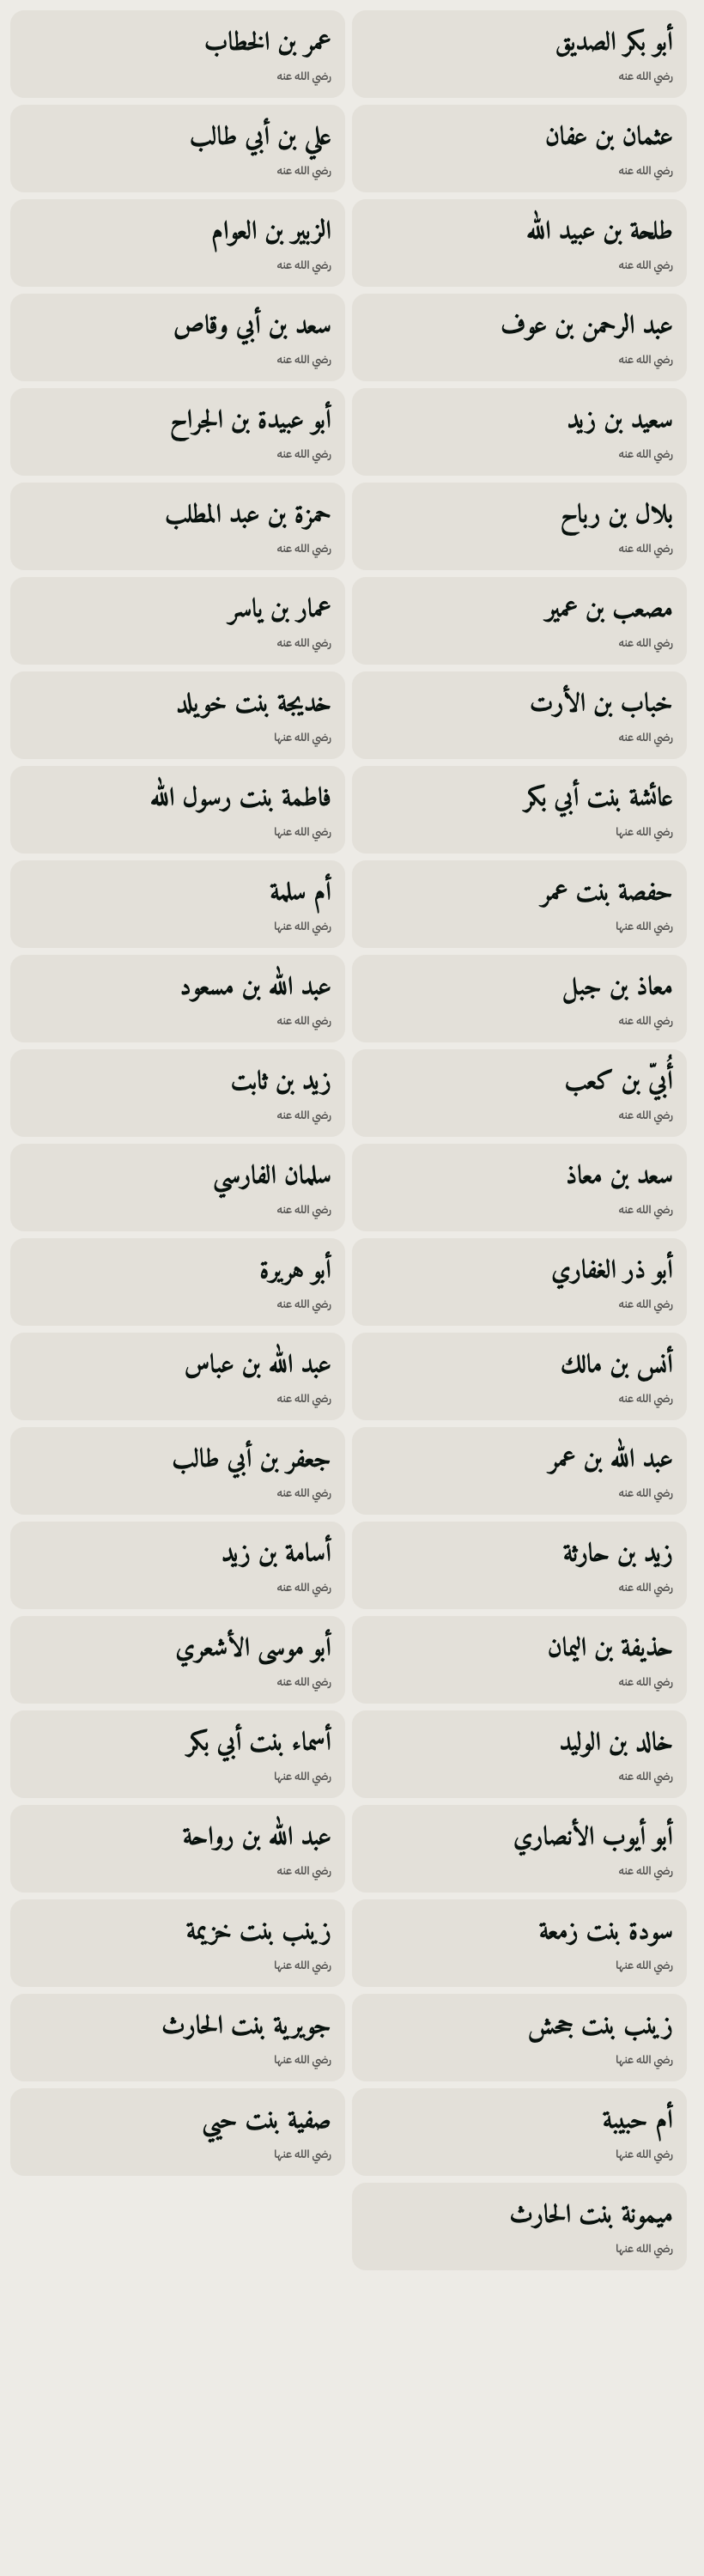 أبو بكر الصديق
رضي الله عنه
عمر بن الخطاب
رضي الله عنه
عثمان بن عفان
رضي الله عنه
علي بن أبي طالب
رضي الله عنه
طلحة بن عبيد الله
رضي الله عنه
الزبير بن العوام
رضي الله عنه
عبد الرحمن بن عوف
رضي الله عنه
سعد بن أبي وقاص
رضي الله عنه
سعيد بن زيد
رضي الله عنه
أبو عبيدة بن الجراح
رضي الله عنه
بلال بن رباح
رضي الله عنه
حمزة بن عبد المطلب
رضي الله عنه
مصعب بن عمير
رضي الله عنه
عمار بن ياسر
رضي الله عنه
خباب بن الأرت
رضي الله عنه
خديجة بنت خويلد
رضي الله عنها
عائشة بنت أبي بكر
رضي الله عنها
فاطمة بنت رسول الله
رضي الله عنها
حفصة بنت عمر
رضي الله عنها
أم سلمة
رضي الله عنها
معاذ بن جبل
رضي الله عنه
عبد الله بن مسعود
رضي الله عنه
أُبيّ بن كعب
رضي الله عنه
زيد بن ثابت
رضي الله عنه
سعد بن معاذ
رضي الله عنه
سلمان الفارسي
رضي الله عنه
أبو ذر الغفاري
رضي الله عنه
أبو هريرة
رضي الله عنه
أنس بن مالك
رضي الله عنه
عبد الله بن عباس
رضي الله عنه
عبد الله بن عمر
رضي الله عنه
جعفر بن أبي طالب
رضي الله عنه
زيد بن حارثة
رضي الله عنه
أسامة بن زيد
رضي الله عنه
حذيفة بن اليمان
رضي الله عنه
أبو موسى الأشعري
رضي الله عنه
خالد بن الوليد
رضي الله عنه
أسماء بنت أبي بكر
رضي الله عنها
أبو أيوب الأنصاري
رضي الله عنه
عبد الله بن رواحة
رضي الله عنه
سودة بنت زمعة
رضي الله عنها
زينب بنت خزيمة
رضي الله عنها
زينب بنت جحش
رضي الله عنها
جويرية بنت الحارث
رضي الله عنها
أم حبيبة
رضي الله عنها
صفية بنت حيي
رضي الله عنها
ميمونة بنت الحارث
رضي الله عنها